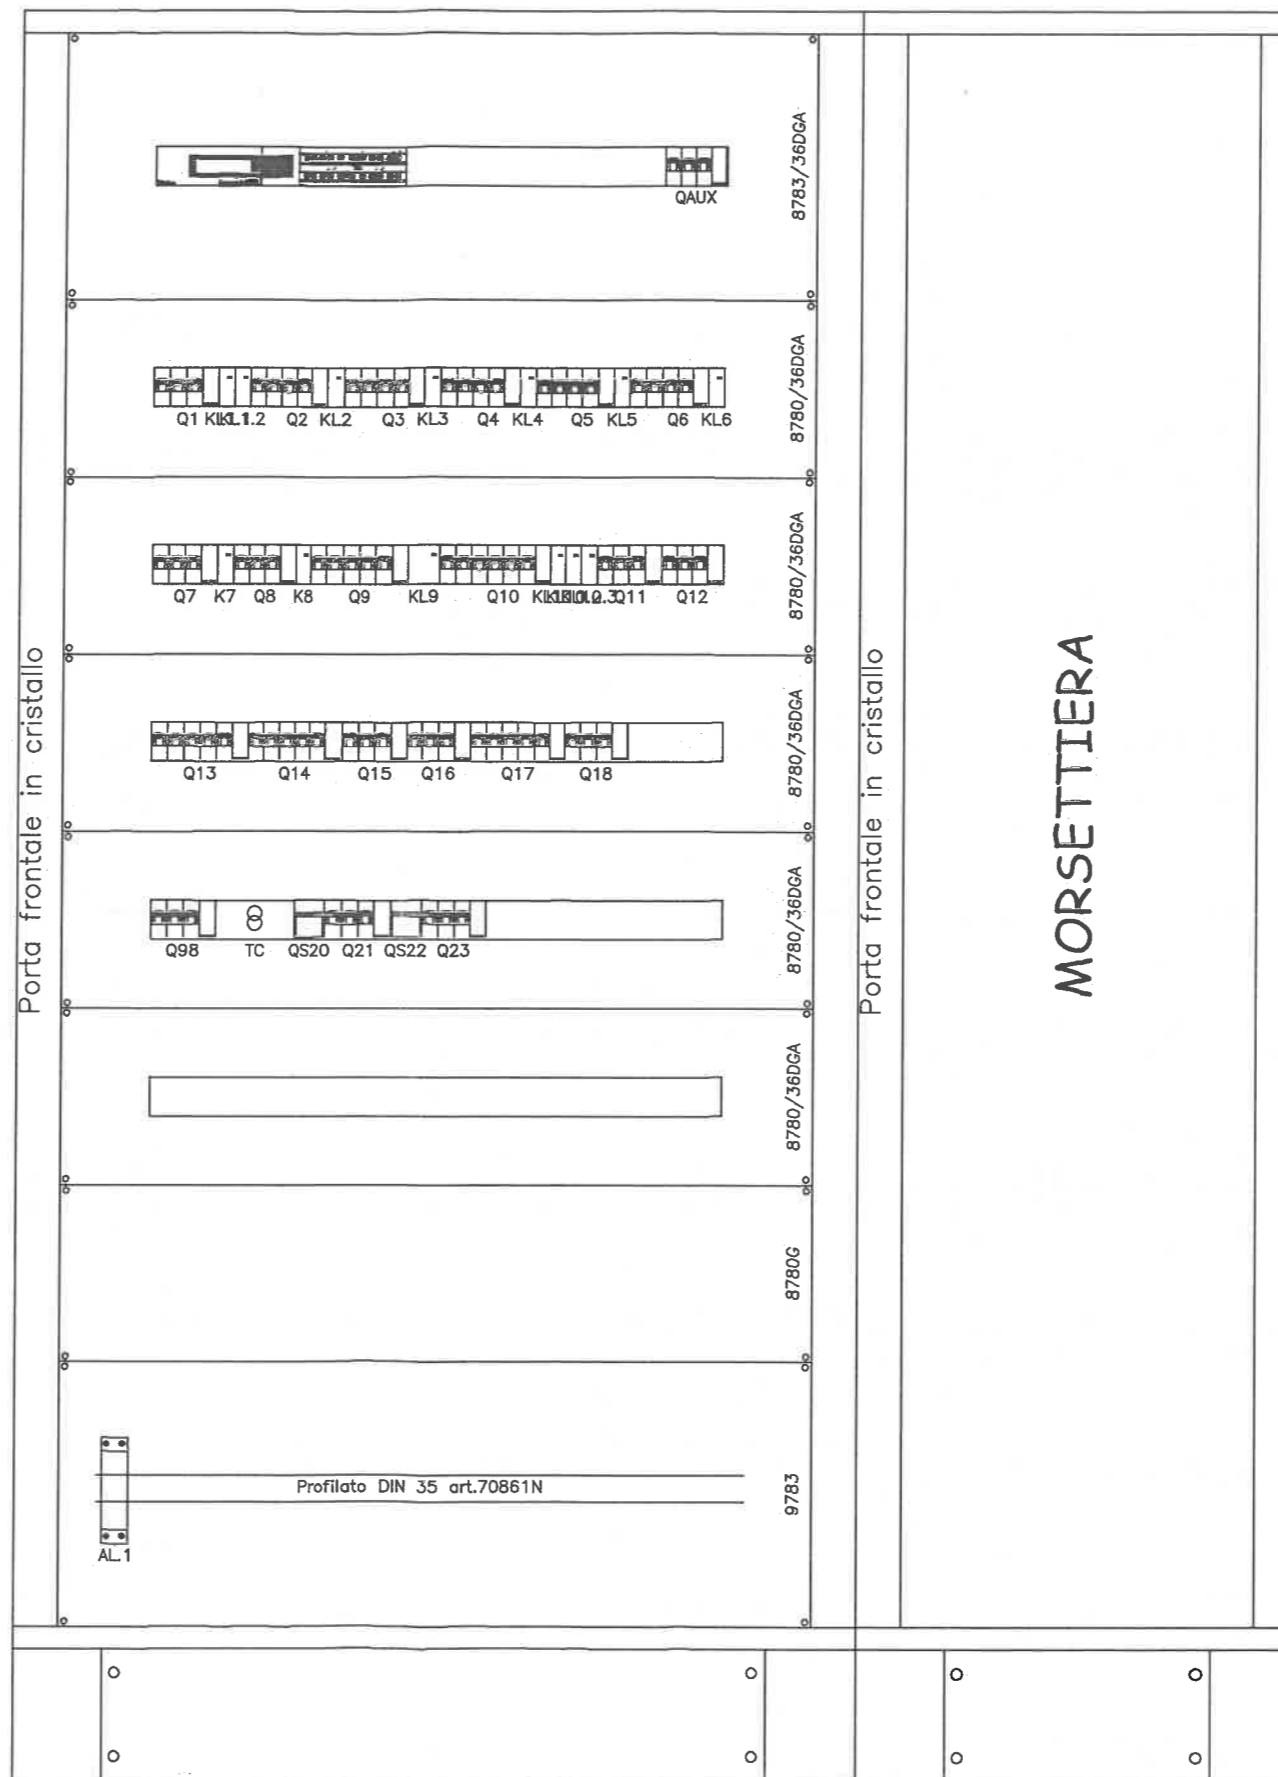 8783/36DGA
QAUX
8780/36DGA
Q1 Q2 KL2 Q3 KL3 Q4 KL4 Q5 KL5 Q6 KL6
8780/36DGA
Q7 K7 Q8 K8 Q9 KL9 Q10 Q11 Q12
8780/36DGA
Q13 Q14 Q15 Q16 Q17 Q18
8780/36DGA
Q98 TC QS20 Q21 QS22 Q23
8780/36DGA
8780G
Profilato DIN 35 art.70861N
9783
AL.1
Porta frontale in cristallo
Porta frontale in cristallo
MORSETTIERA